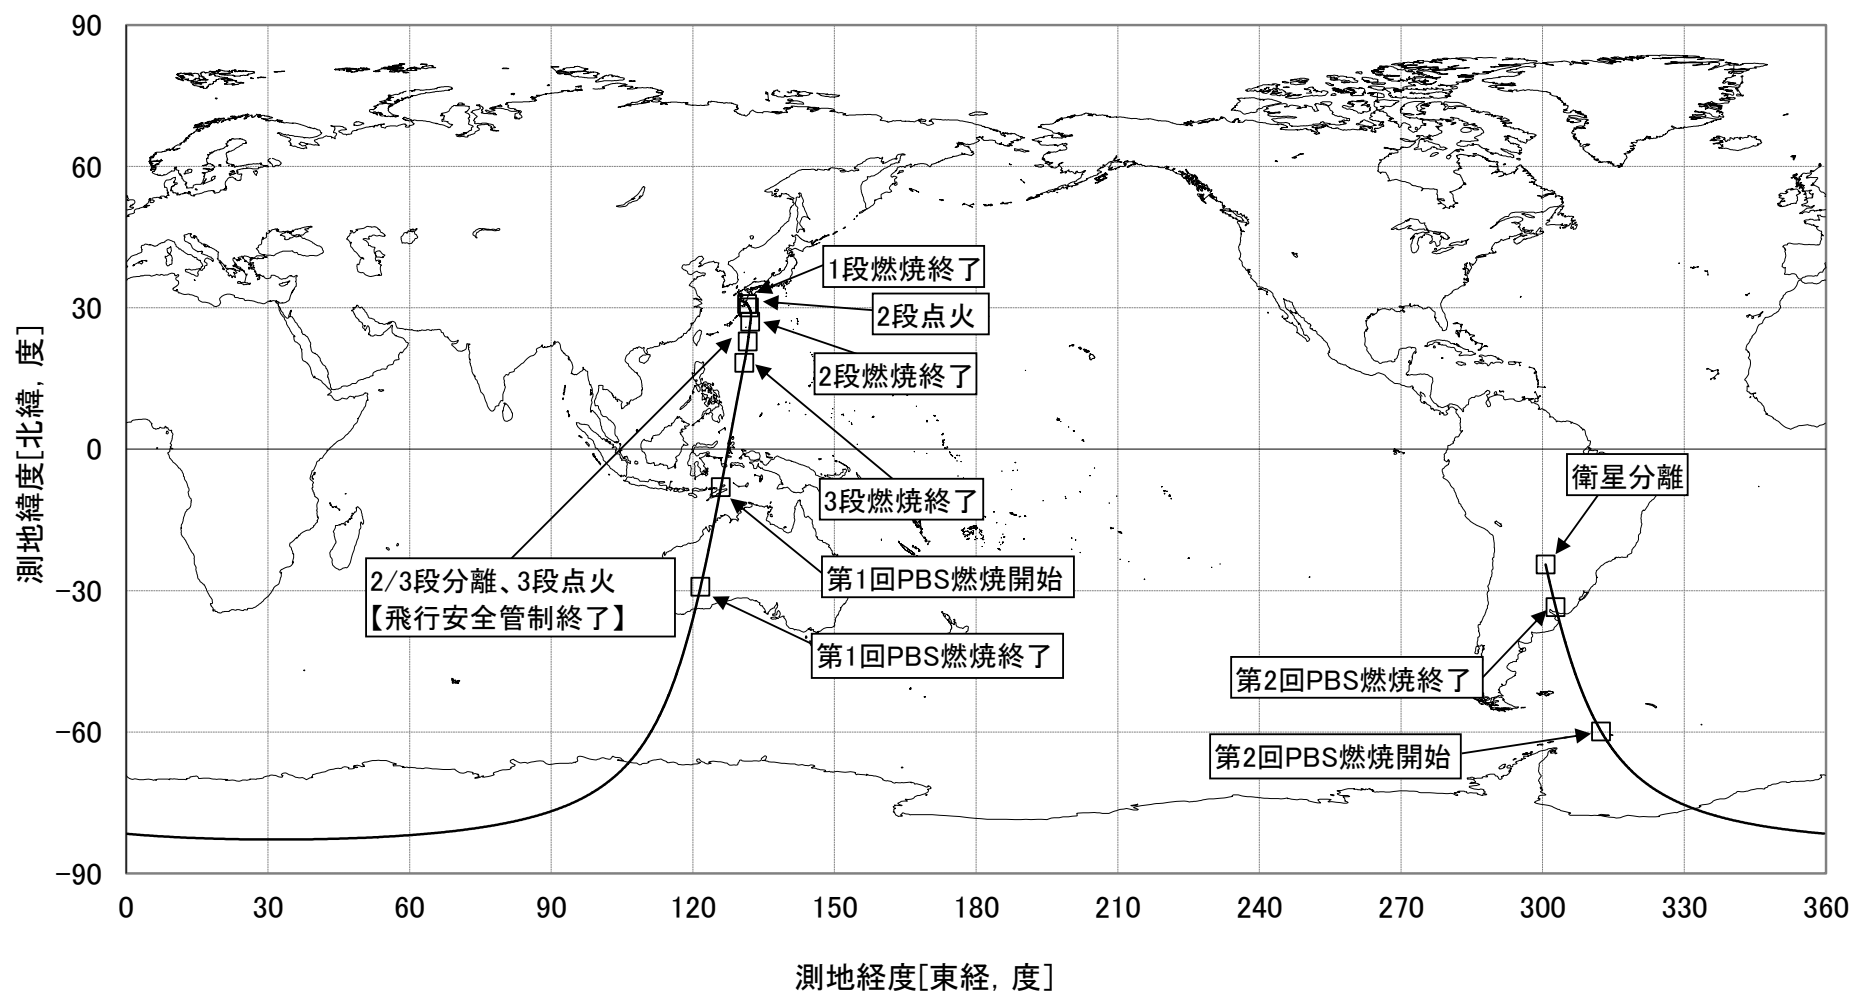 90
60
30
0
-30
-60
-90
測地緯度[北緯, 度]
1段燃焼終了
2段点火
2段燃焼終了
3段燃焼終了
衛星分離
2/3段分離、3段点火
【飛行安全管制終了】
第1回PBS燃焼開始
第1回PBS燃焼終了
第2回PBS燃焼終了
第2回PBS燃焼開始
0 30 60 90 120 150 180 210 240 270 300 330 360
測地経度[東経, 度]